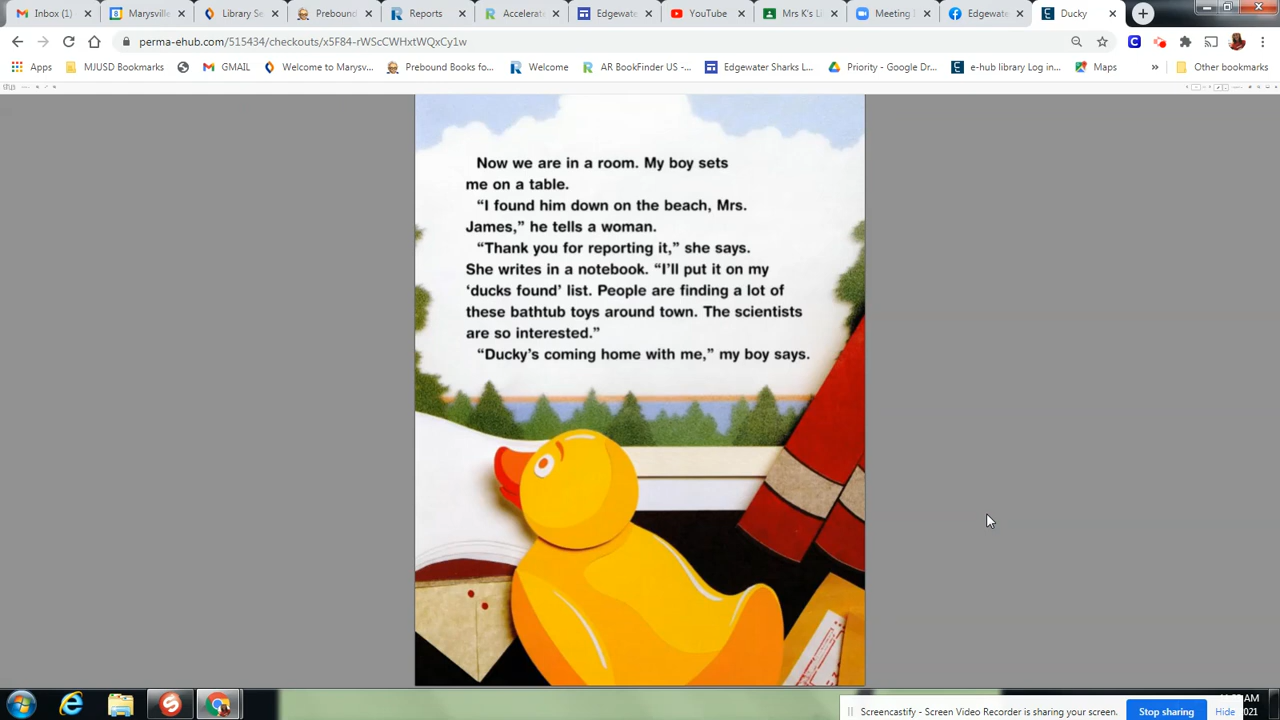 Inbox (1)
Marysville
Library Se
Prebound
Reports
Accelera
Edgewate
YouTube
Mrs K's Li
Meeting
Edgewate
Ducky
perma-ehub.com/515434/checkouts/x5F84-rWScCWHxtWQxCy1w
Apps
MJUSD Bookmarks
GMAIL
Welcome to Marysv...
Prebound Books fo...
Welcome
AR BookFinder US -...
Edgewater Sharks L...
Priority - Google Dr...
e-hub library Log in...
Maps
»
Other bookmarks
Now we are in a room. My boy sets
me on a table.
“I found him down on the beach, Mrs.
James,” he tells a woman.
“Thank you for reporting it,” she says.
She writes in a notebook. “I’ll put it on my
‘ducks found’ list. People are finding a lot of
these bathtub toys around town. The scientists
are so interested.”
“Ducky’s coming home with me,” my boy says.
Screencastify - Screen Video Recorder is sharing your screen.
Stop sharing
Hide
AM
2021